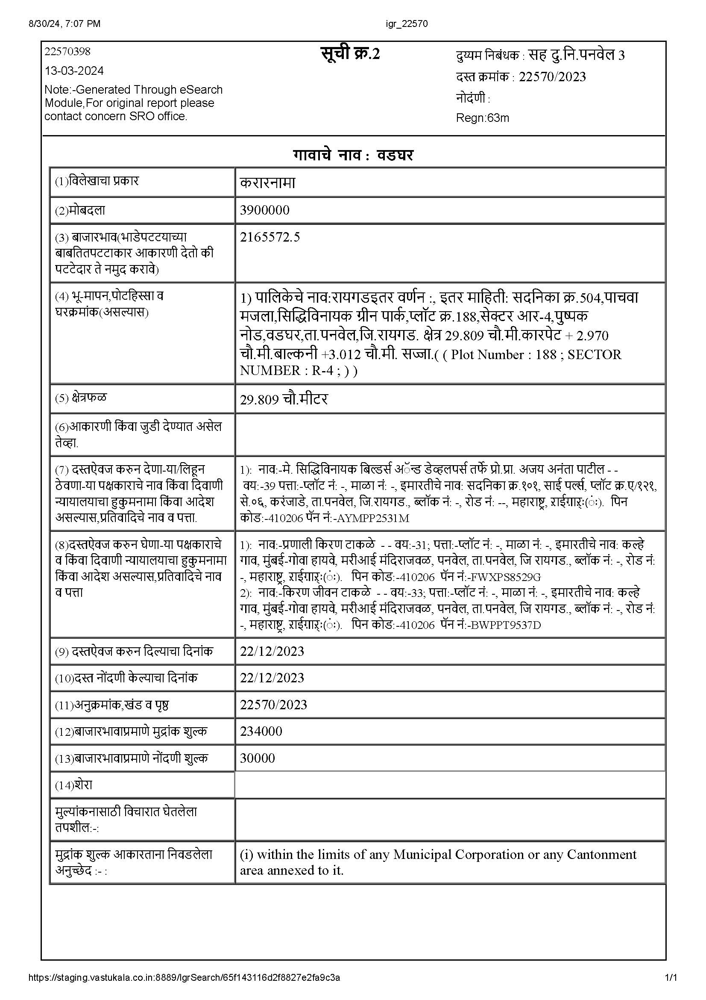 8/30/24, 7:07 PM
igr_22570
22570398
13-03-2024
Note:-Generated Through eSearch
Module,For original report please
contact concern SRO office.
सूची क्र.2
दुय्यम निबंधक : सह दु.नि.पनवेल 3
दस्त क्रमांक : 22570/2023
नोदंणी :
Regn:63m
गावाचे नाव : वडघर
(1)विलेखाचा प्रकार
करारनामा
(2)मोबदला
3900000
(3) बाजारभाव(भाडेपटटयाच्या
बाबतितपटटाकार आकारणी देतो की
पटटेदार ते नमुद करावे)
2165572.5
(4) भू-मापन,पोटहिस्सा व
घरक्रमांक(असल्यास)
1) पालिकेचे नाव:रायगडइतर वर्णन :, इतर माहिती: सदनिका क्र.504,पाचवा
मजला,सिद्धिविनायक ग्रीन पार्क,प्लॉट क्र.188,सेक्टर आर-4,पुष्पक
नोड,वडघर,ता.पनवेल,जि.रायगड. क्षेत्र 29.809 चौ.मी.कारपेट + 2.970
चौ.मी.बाल्कनी +3.012 चौ.मी. सज्जा.( ( Plot Number : 188 ; SECTOR
NUMBER : R-4 ; ) )
(5) क्षेत्रफळ
29.809 चौ.मीटर
(6)आकारणी किंवा जुडी देण्यात असेल
तेव्हा.
(7) दस्तऐवज करुन देणा-या/लिहून
ठेवणा-या पक्षकाराचे नाव किंवा दिवाणी
न्यायालयाचा हुकुमनामा किंवा आदेश
असल्यास,प्रतिवादिचे नाव व पत्ता.
1): नाव:-मे. सिद्धिविनायक बिल्डर्स अॅन्ड डेव्हलपर्स तर्फे प्रो.प्रा. अजय अनंता पाटील - -
वय:-39 पत्ता:-प्लॉट नं: -, माळा नं: -, इमारतीचे नाव: सदनिका क्र.१०१, साई पर्ल्स, प्लॉट क्र.ए/१२१,
से.०६, करंजाडे, ता.पनवेल, जि.रायगड., ब्लॉक नं: -, रोड नं: --, महाराष्ट्र, ऱाईगाऱ्ः(ंः). पिन
कोड:-410206 पॅन नं:-AYMPP2531M
(8)दस्तऐवज करुन घेणा-या पक्षकाराचे
व किंवा दिवाणी न्यायालयाचा हुकुमनामा
किंवा आदेश असल्यास,प्रतिवादिचे नाव
व पत्ता
1): नाव:-प्रणाली किरण टाकळे - - वय:-31; पत्ता:-प्लॉट नं: -, माळा नं: -, इमारतीचे नाव: कल्हे
गाव, मुंबई-गोवा हायवे, मरीआई मंदिराजवळ, पनवेल, ता.पनवेल, जि रायगड., ब्लॉक नं: -, रोड नं:
-, महाराष्ट्र, ऱाईगाऱ्ः(ंः). पिन कोड:-410206 पॅन नं:-FWXPS8529G
2): नाव:-किरण जीवन टाकळे - - वय:-33; पत्ता:-प्लॉट नं: -, माळा नं: -, इमारतीचे नाव: कल्हे
गाव, मुंबई-गोवा हायवे, मरीआई मंदिराजवळ, पनवेल, ता.पनवेल, जि रायगड., ब्लॉक नं: -, रोड नं:
-, महाराष्ट्र, ऱाईगाऱ्ः(ंः). पिन कोड:-410206 पॅन नं:-BWPPT9537D
(9) दस्तऐवज करुन दिल्याचा दिनांक
22/12/2023
(10)दस्त नोंदणी केल्याचा दिनांक
22/12/2023
(11)अनुक्रमांक,खंड व पृष्ठ
22570/2023
(12)बाजारभावाप्रमाणे मुद्रांक शुल्क
234000
(13)बाजारभावाप्रमाणे नोंदणी शुल्क
30000
(14)शेरा
मुल्यांकनासाठी विचारात घेतलेला
तपशील:-:
मुद्रांक शुल्क आकारताना निवडलेला
अनुच्छेद :- :
(i) within the limits of any Municipal Corporation or any Cantonment
area annexed to it.
https://staging.vastukala.co.in:8889/IgrSearch/65f143116d2f8827e2fa9c3a
1/1